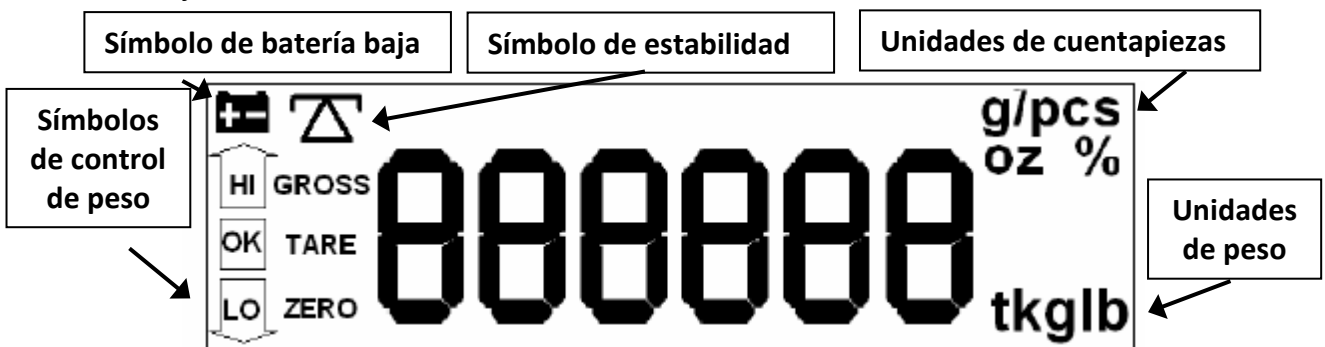 Símbolo de batería baja
Símbolo de estabilidad
Unidades de cuentapiezas
Símbolos
de control
de peso
g/pcs
oz %
HI GROSS
OK TARE
LO ZERO
888888
Unidades
de peso
tkglb